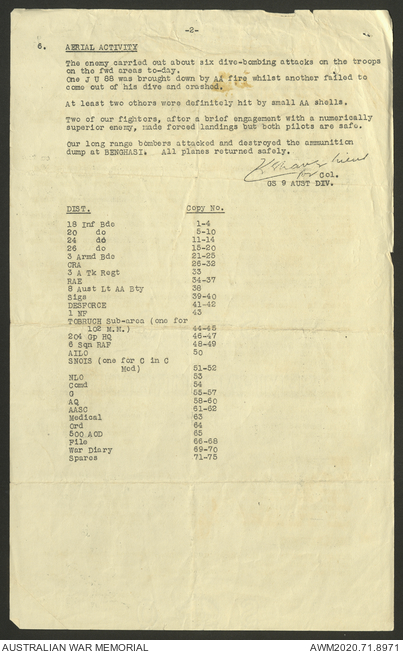 -2-
6. AERIAL ACTIVITY
The enemy carried out about six dive-bombing attacks on the troops
on the fwd areas to-day.
One J U 88 was brought down by AA fire whilst another failed to
come out of his dive and crashed.
At least two others were definitely hit by small AA shells.
Two of our fighters, after a brief engagement with a numerically
superior enemy, made forced landings but both pilots are safe.
Our long range bombers attacked and destroyed the ammunition
dump at BENGHASI. All planes returned safely.
Col.
GS 9 AUST DIV.
DIST. Copy No.
18 Inf Bde 1-4
20 do 5-10
24 do 11-14
26 do 15-20
3 Armd Bde 21-25
CRA 26-32
3 A Tk Regt 33
RAE 34-37
8 Aust Lt AA Bty 38
Sigs 39-40
DESFORCE 41-42
1 NF 43
TOBRUCH Sub-area (one for
102 M.M.) 44-45
204 Gp HQ 46-47
6 Sqn RAF 48-49
AILO 50
SNOIS (one for C in C
Med) 51-52
NLO 53
Comd 54
G 55-57
AQ 58-60
AASC 61-62
Medical 63
Ord 64
500 AOD 65
File 66-68
War Diary 69-70
Spares 71-75
AUSTRALIAN WAR MEMORIAL AWM2020.71.8971